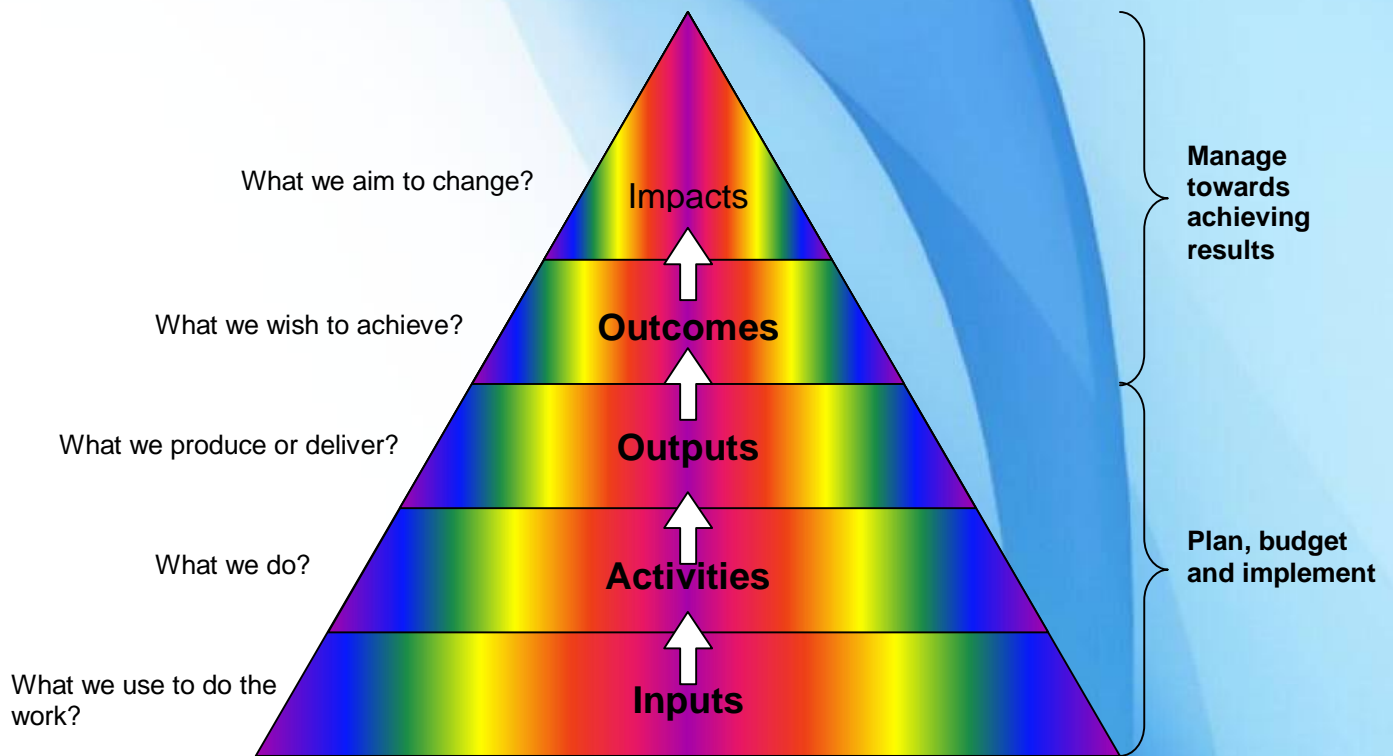 What we aim to change?
Impacts
Manage
towards
achieving
results
What we wish to achieve?
Outcomes
What we produce or deliver?
Outputs
What we do?
Activities
Plan, budget
and implement
What we use to do the
work?
Inputs